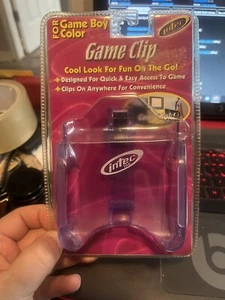 FOR Game Boy Color
intec
Game Clip
Cool Look For Fun On The Go!
Designed For Quick & Easy Access To Game
Clips On Anywhere For Convenience
intec